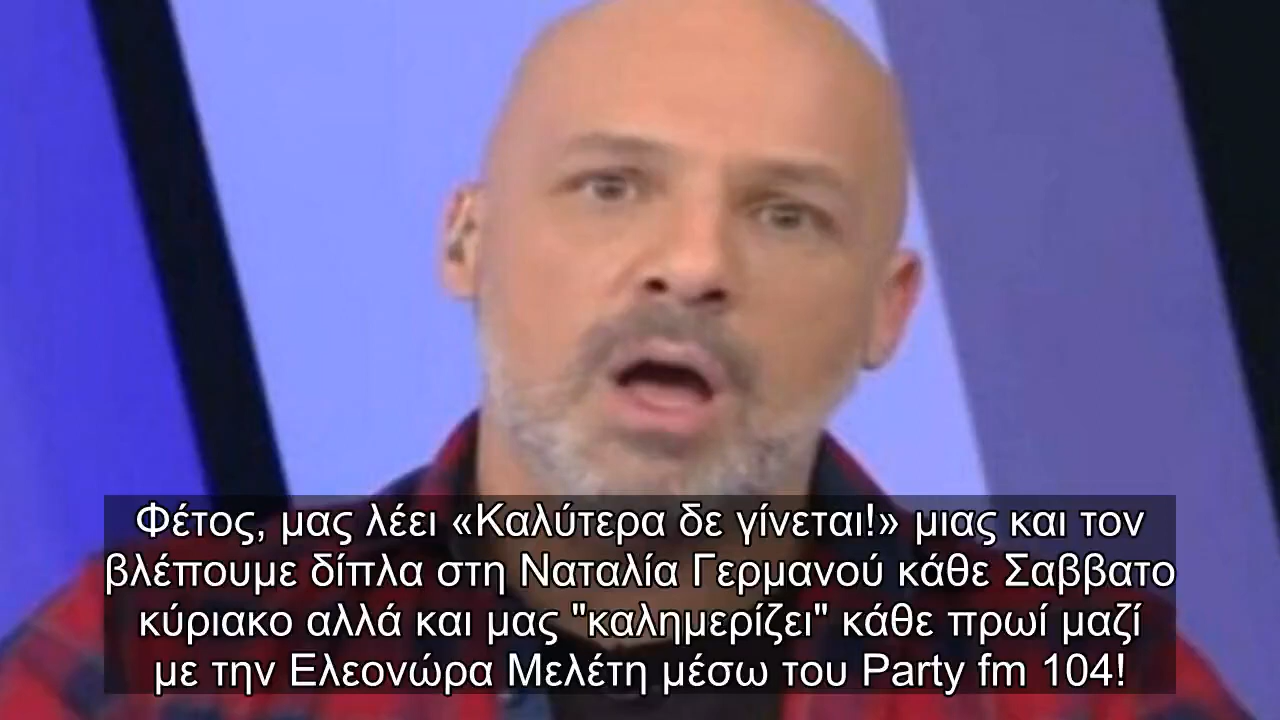 Φέτος, μας λέει «Καλύτερα δε γίνεται!» μιας και τον
βλέπουμε δίπλα στη Ναταλία Γερμανού κάθε Σαββατο
κύριακο αλλά και μας "καλημερίζει" κάθε πρωί μαζί
με την Ελεονώρα Μελέτη μέσω του Party fm 104!